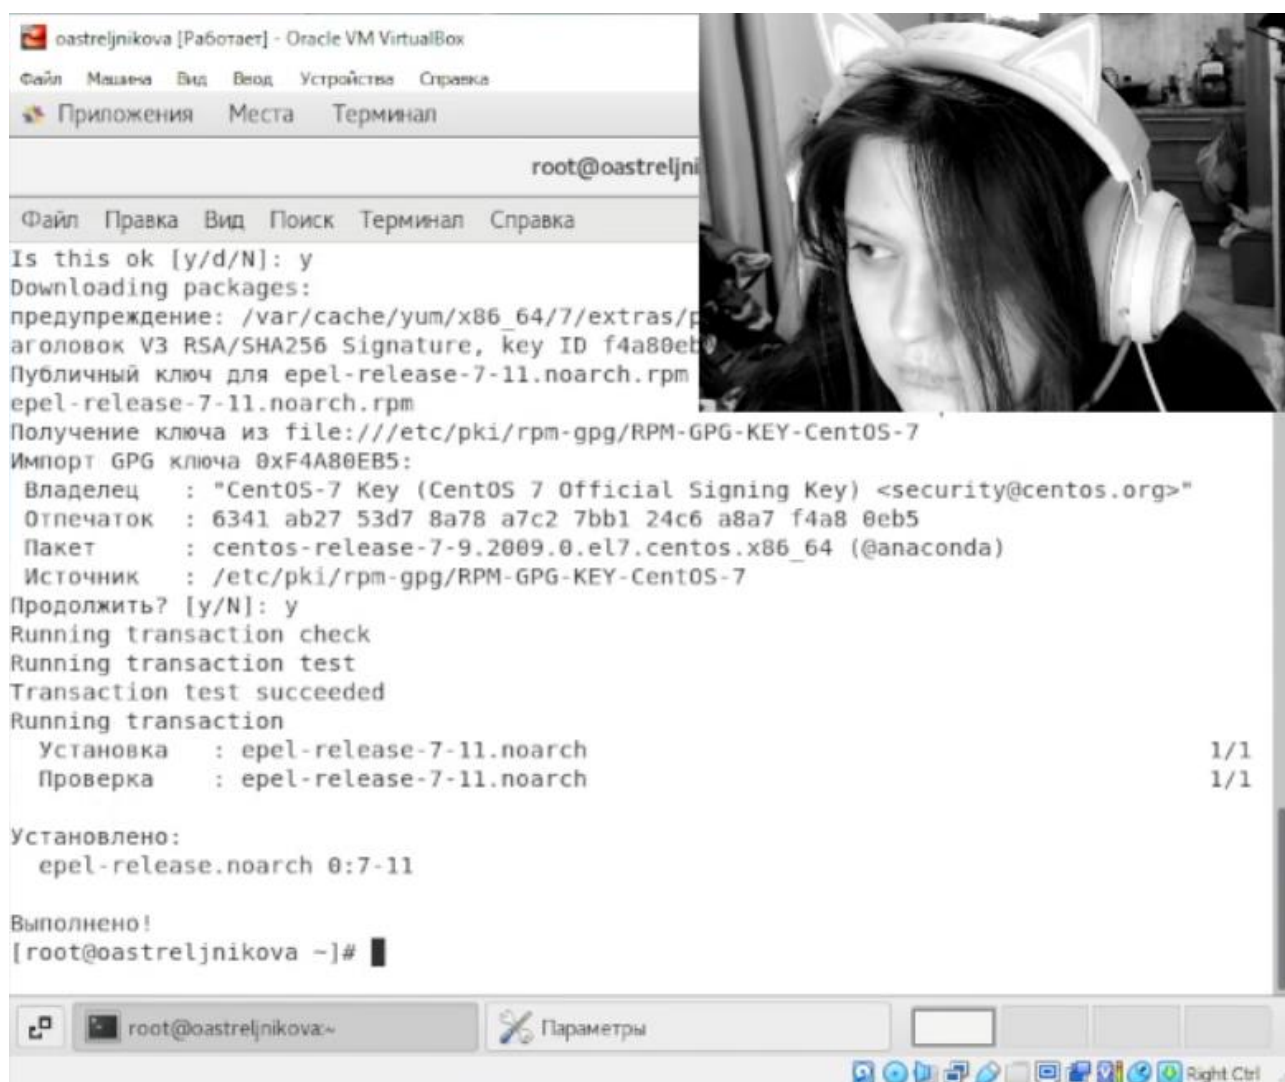 oastreljnikova [Работает] - Oracle VM VirtualBox
Файл Машина Вид Ввод Устройства Справка
Приложения Места Терминал
root@oastreljni
Файл Правка Вид Поиск Терминал Справка
Is this ok [y/d/N]: y
Downloading packages:
предупреждение: /var/cache/yum/x86_64/7/extras/p
аголовок V3 RSA/SHA256 Signature, key ID f4a80eb
Публичный ключ для epel-release-7-11.noarch.rpm
epel-release-7-11.noarch.rpm
Получение ключа из file:///etc/pki/rpm-gpg/RPM-GPG-KEY-CentOS-7
Импорт GPG ключа 0xF4A80EB5:
Владелец : "CentOS-7 Key (CentOS 7 Official Signing Key) <security@centos.org>"
Отпечаток : 6341 ab27 53d7 8a78 a7c2 7bb1 24c6 a8a7 f4a8 0eb5
Пакет : centos-release-7-9.2009.0.el7.centos.x86_64 (@anaconda)
Источник : /etc/pki/rpm-gpg/RPM-GPG-KEY-CentOS-7
Продолжить? [y/N]: y
Running transaction check
Running transaction test
Transaction test succeeded
Running transaction
Установка : epel-release-7-11.noarch 1/1
Проверка : epel-release-7-11.noarch 1/1
Установлено:
epel-release.noarch 0:7-11
Выполнено!
[root@oastreljnikova ~]#
root@oastreljnikova:~ Параметры
Right Ctrl